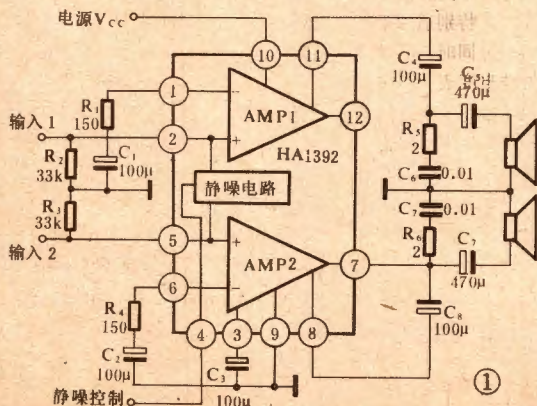 电源Vcc
10
11
C₄
100μ
C₅
470μ
R₁
150
1
AMP1
12
输入1
2
HA1392
R₂
33k
C₁
100μ
R₅
2
静噪电路
C₆
0.01
R₃
33k
C₇
0.01
输入2
5
AMP2
7
R₆
2
C₇
470μ
6
R₄
150
4
3
9
8
C₈
100μ
C₂
100μ
C₃
100μ
静噪控制
①